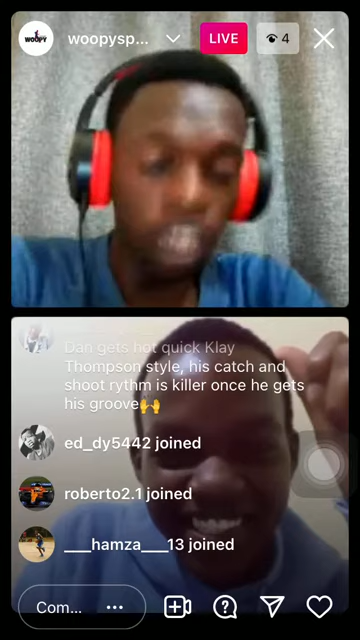 WOOPY
woopysp...
LIVE
4
Dan gets hot quick Klay
Thompson style, his catch and
shoot rythm is killer once he gets
his groove🙌
ed_dy5442 joined
roberto2.1 joined
___hamza___13 joined
Com...